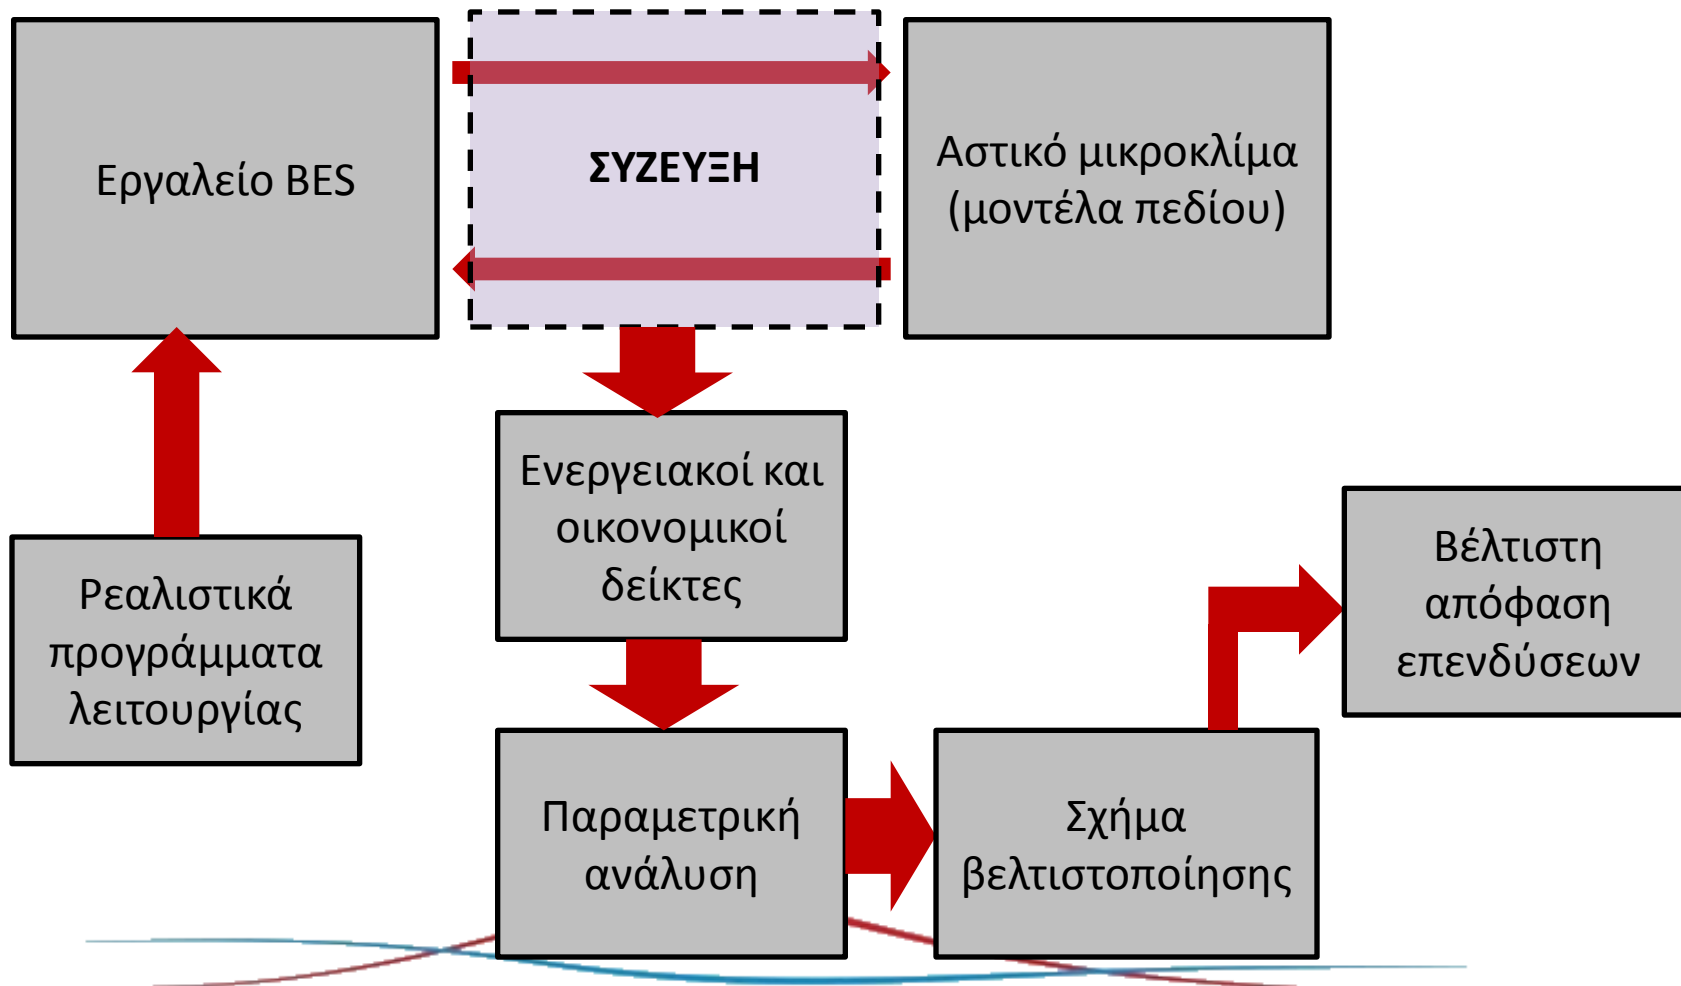 Εργαλείο BES
ΣΥΖΕΥΞΗ
Αστικό μικροκλίμα
(μοντέλα πεδίου)
Ενεργειακοί και
οικονομικοί
δείκτες
Ρεαλιστικά
προγράμματα
λειτουργίας
Βέλτιστη
απόφαση
επενδύσεων
Παραμετρική
ανάλυση
Σχήμα
βελτιστοποίησης